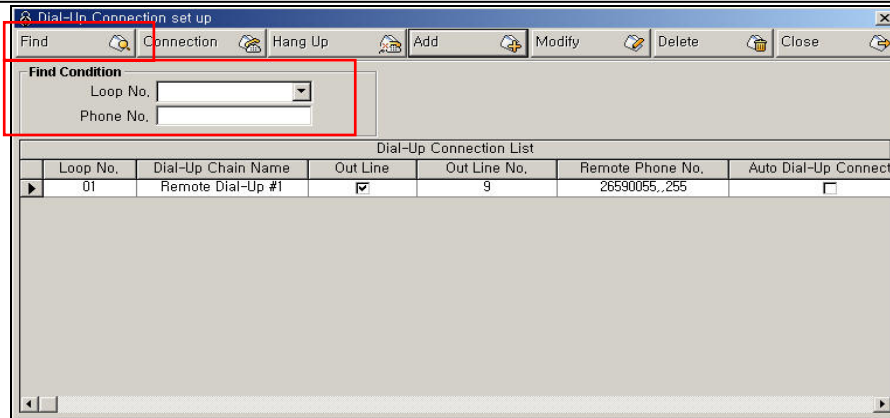 Dial-Up Connection set up
Find Connection Hang Up Add Modify Delete Close
Find Condition
Loop No.
Phone No.
Dial-Up Connection List
Loop No. Dial-Up Chain Name Out Line Out Line No. Remote Phone No. Auto Dial-Up Connect
01 Remote Dial-Up #1 9 26590055,,255